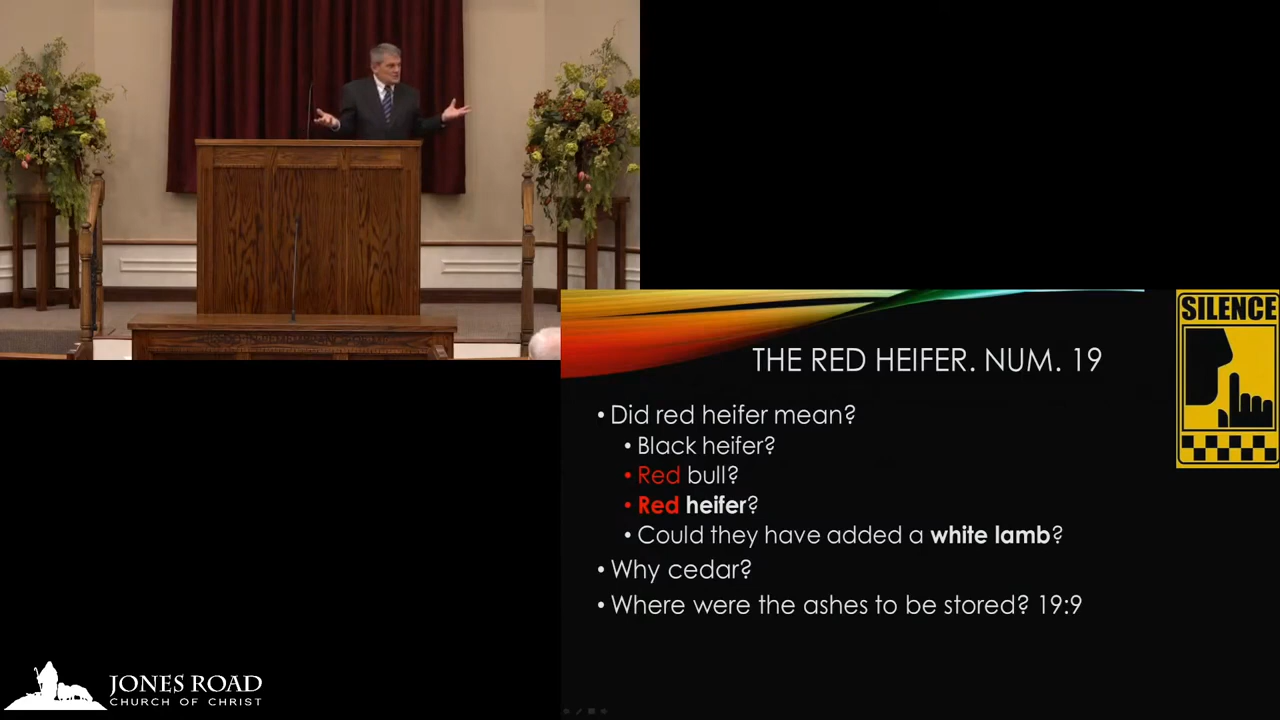 SILENCE
THE RED HEIFER. NUM. 19
• Did red heifer mean?
• Black heifer?
• Red bull?
• Red heifer?
• Could they have added a white lamb?
• Why cedar?
• Where were the ashes to be stored? 19:9
JONES ROAD
CHURCH OF CHRIST